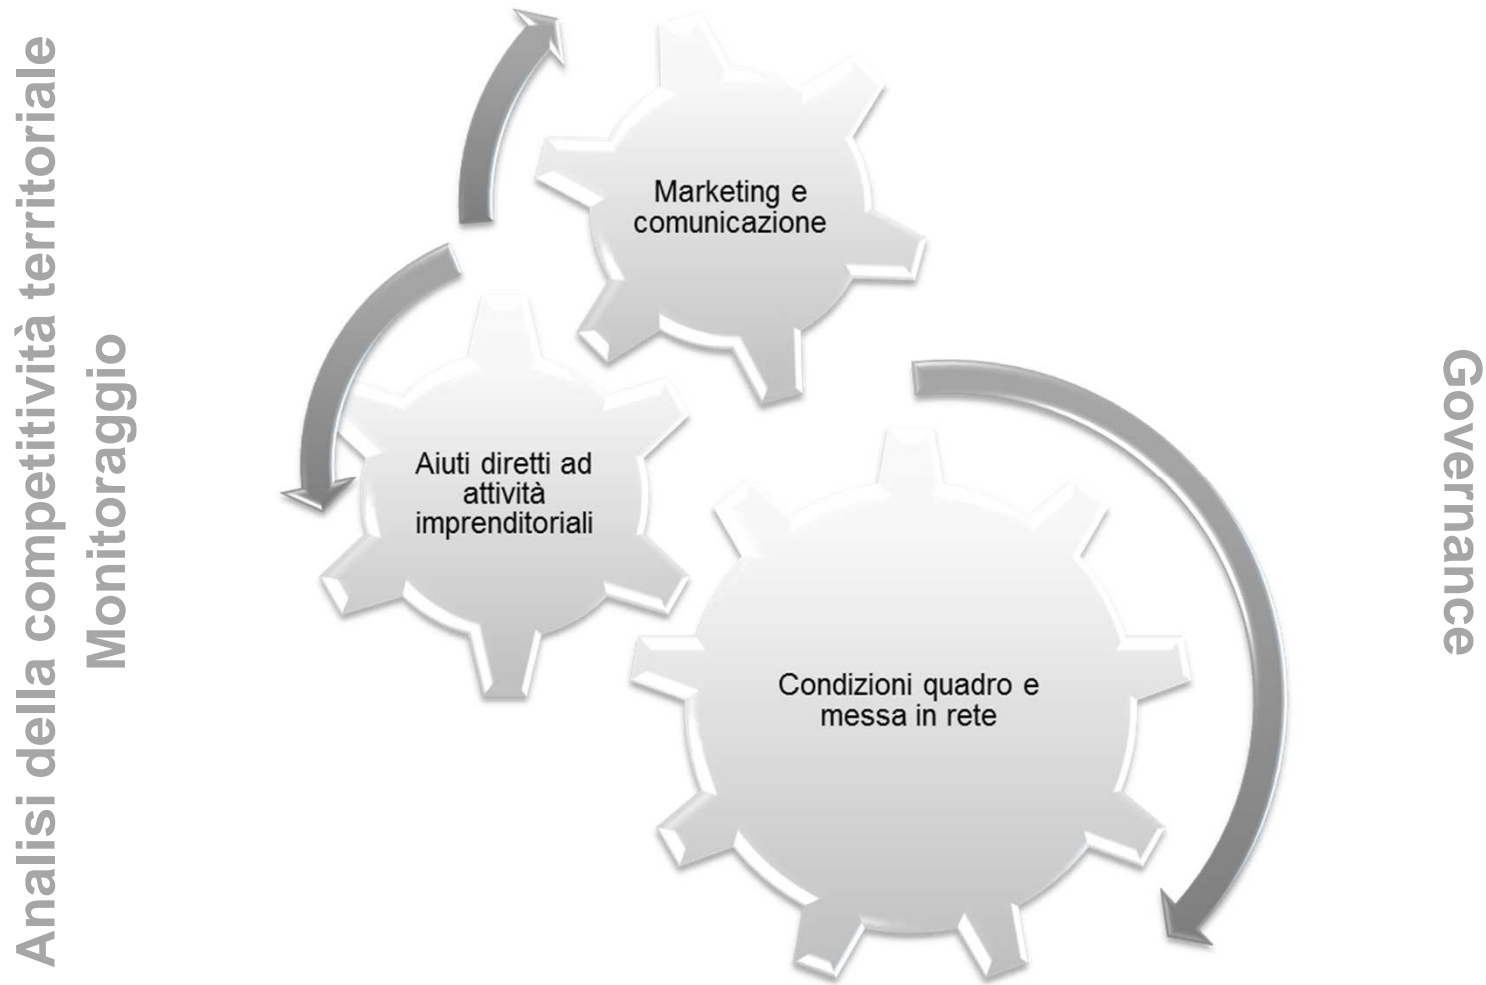 Analisi della competitività territoriale
Monitoraggio
Marketing e
comunicazione
Aiuti diretti ad
attività
imprenditoriali
Condizioni quadro e
messa in rete
Governance